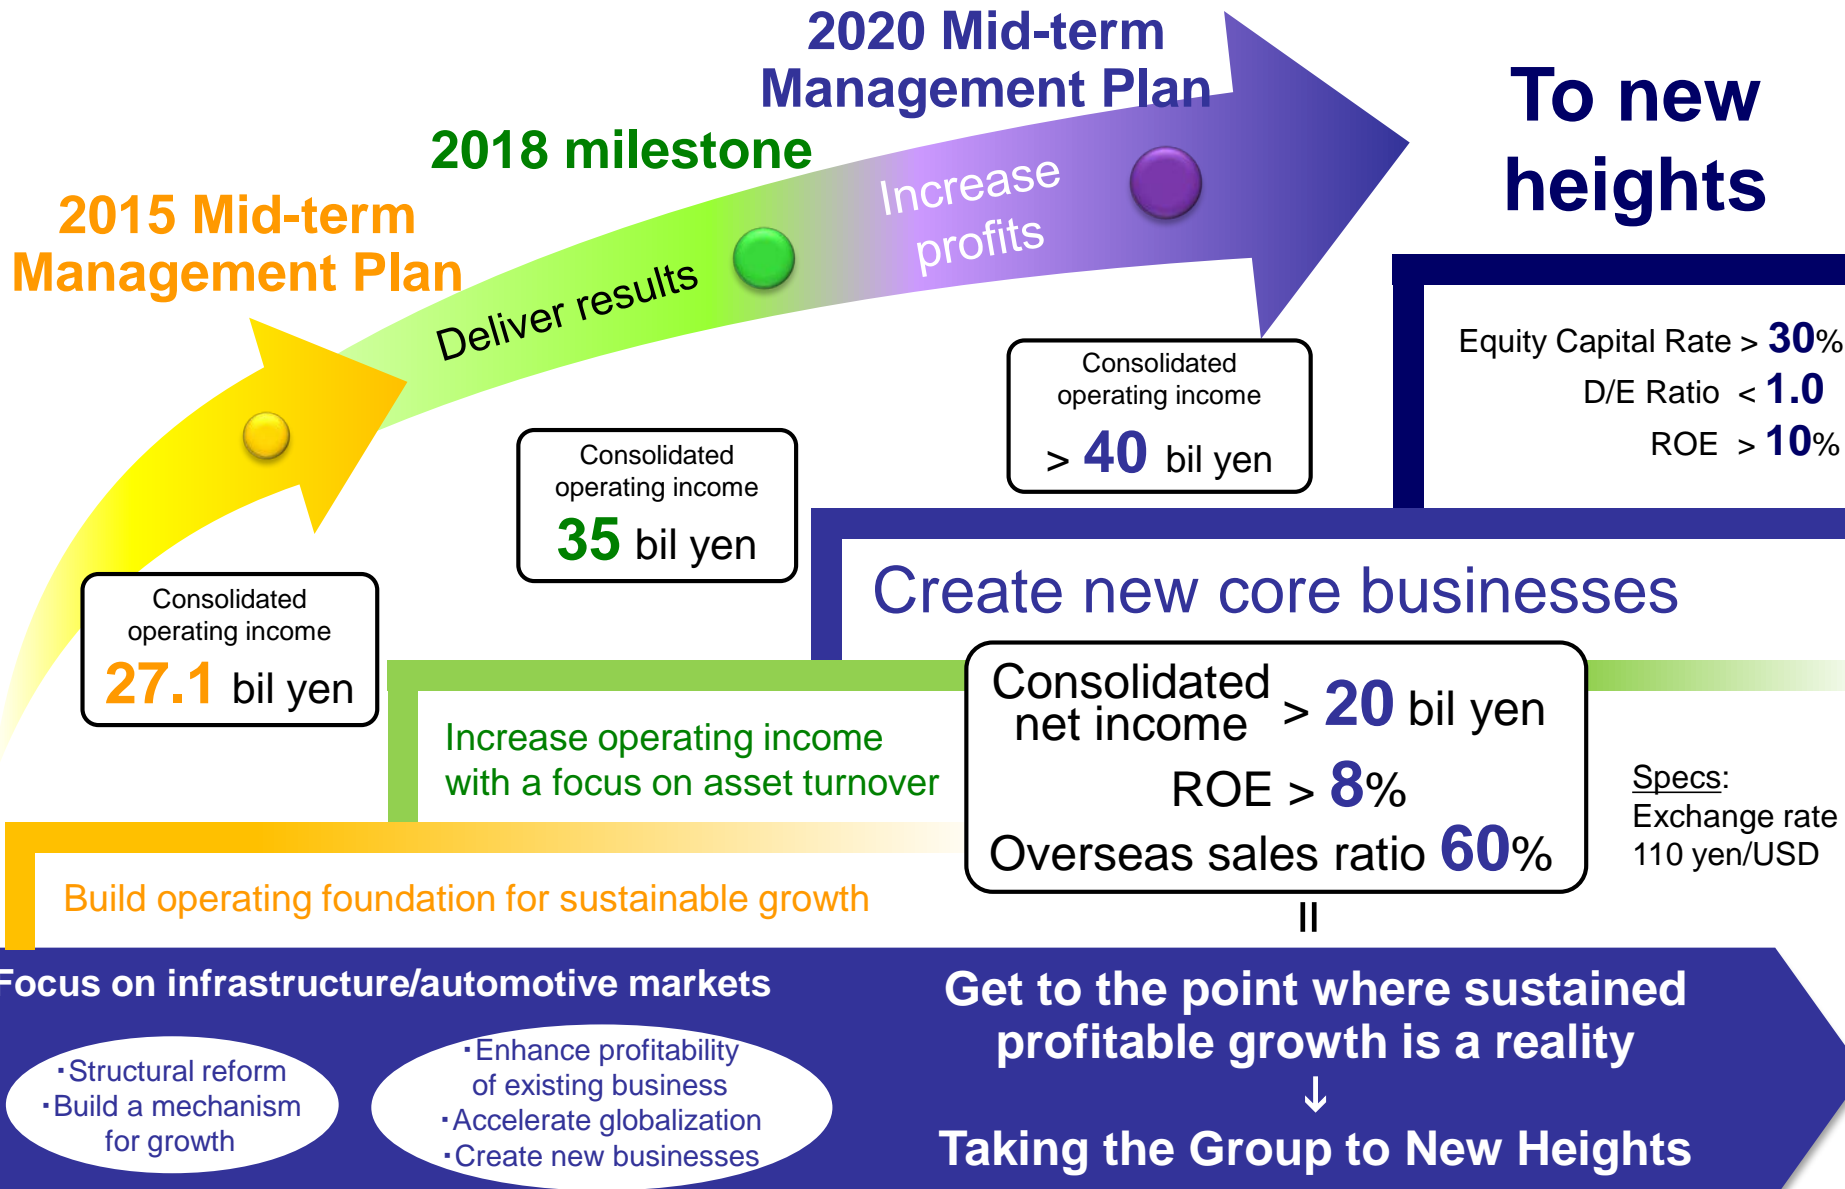 2020 Mid-term
Management Plan
To new
heights
2018 milestone
2015 Mid-term
Management Plan
Increase
profits
Deliver results
Equity Capital Rate > 30%
D/E Ratio < 1.0
ROE > 10%
Consolidated
operating income
> 40 bil yen
Consolidated
operating income
35 bil yen
Consolidated
operating income
27.1 bil yen
Create new core businesses
Consolidated
net income > 20 bil yen
ROE > 8%
Overseas sales ratio 60%
Increase operating income
with a focus on asset turnover
Specs:
Exchange rate
110 yen/USD
Build operating foundation for sustainable growth
=
Focus on infrastructure/automotive markets
・Structural reform
・Build a mechanism
for growth
・Enhance profitability
of existing business
・Accelerate globalization
・Create new businesses
Get to the point where sustained
profitable growth is a reality
↓
Taking the Group to New Heights